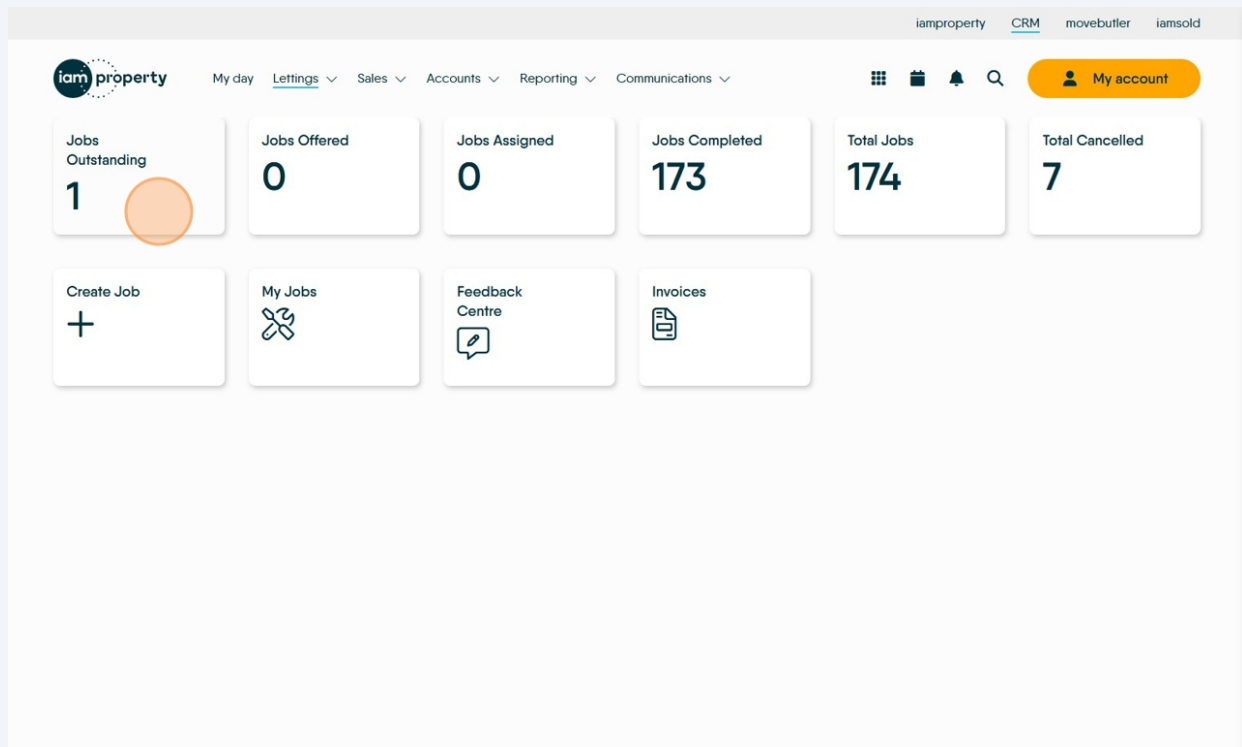 iamproperty CRM movebutler iamsold
iam property My day Lettings Sales Accounts Reporting Communications My account
Jobs Outstanding
1
Jobs Offered
0
Jobs Assigned
0
Jobs Completed
173
Total Jobs
174
Total Cancelled
7
Create Job
My Jobs
Feedback
Centre
Invoices